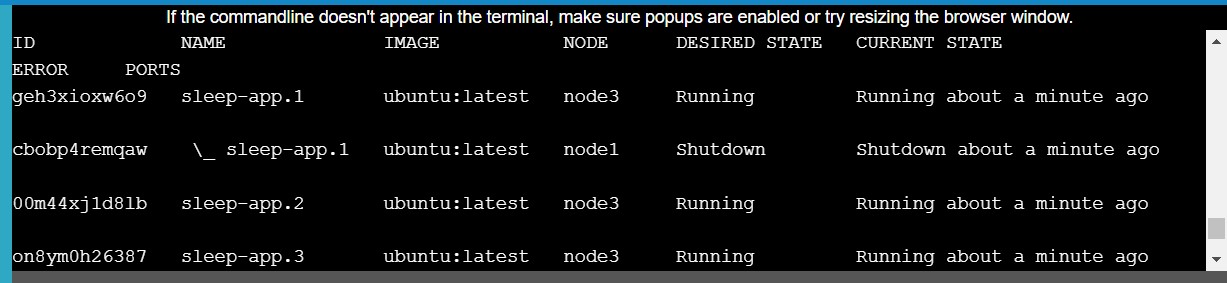 If the commandline doesn't appear in the terminal, make sure popups are enabled or try resizing the browser window.
ID NAME IMAGE NODE DESIRED STATE CURRENT STATE
ERROR PORTS
geh3xioxw6o9 sleep-app.1 ubuntu:latest node3 Running Running about a minute ago
cbobp4remqaw \_ sleep-app.1 ubuntu:latest node1 Shutdown Shutdown about a minute ago
00m44xj1d8lb sleep-app.2 ubuntu:latest node3 Running Running about a minute ago
on8ym0h26387 sleep-app.3 ubuntu:latest node3 Running Running about a minute ago